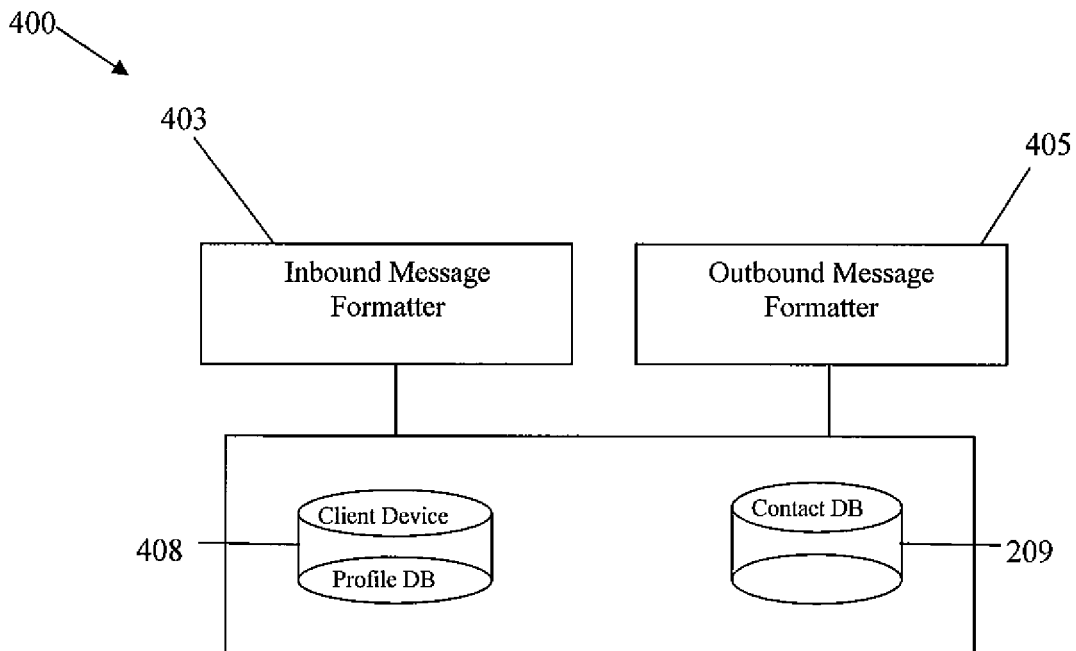 400
403
405
Inbound Message
Formatter
Outbound Message
Formatter
Client Device
Profile DB
Contact DB
408
209